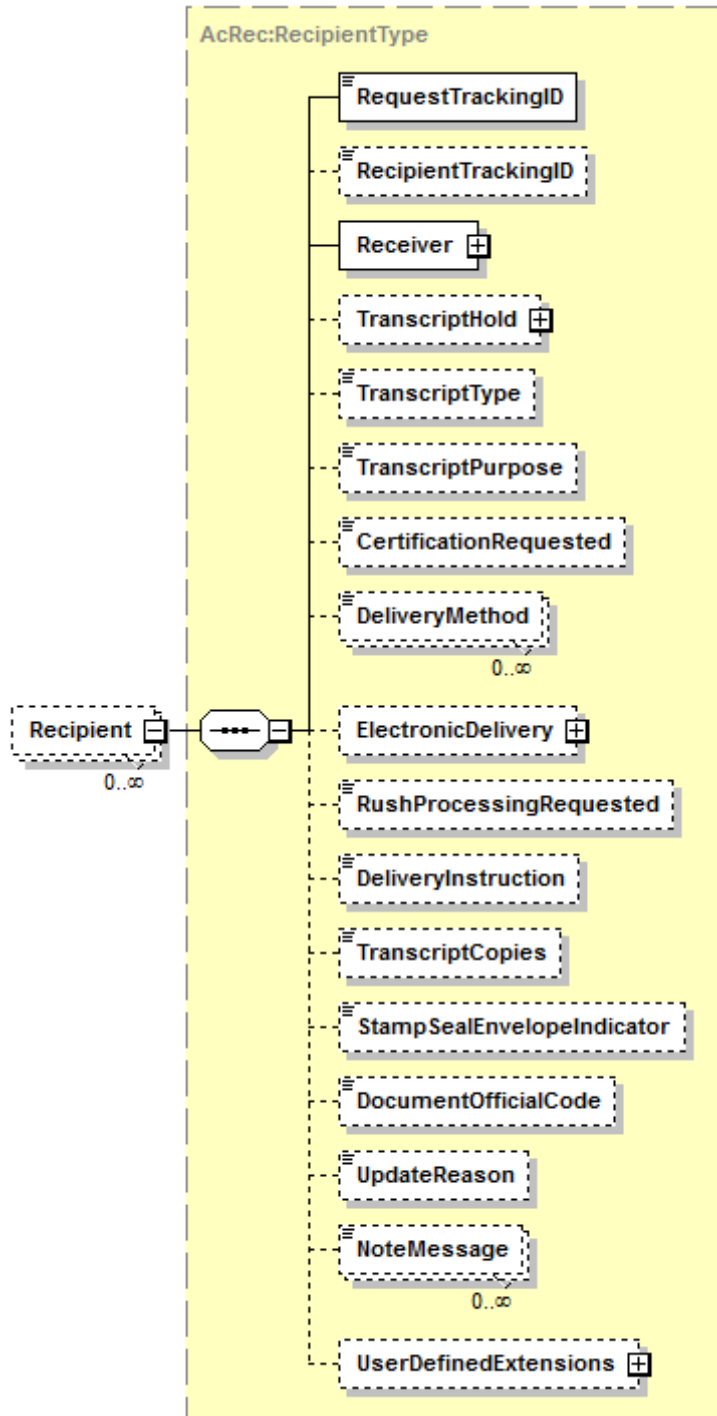 AcRec:RecipientType
RequestTrackingID
RecipientTrackingID
Receiver
TranscriptHold
TranscriptType
TranscriptPurpose
CertificationRequested
DeliveryMethod
0..∞
Recipient
0..∞
ElectronicDelivery
RushProcessingRequested
DeliveryInstruction
TranscriptCopies
StampSealEnvelopeIndicator
DocumentOfficialCode
UpdateReason
NoteMessage
0..∞
UserDefinedExtensions